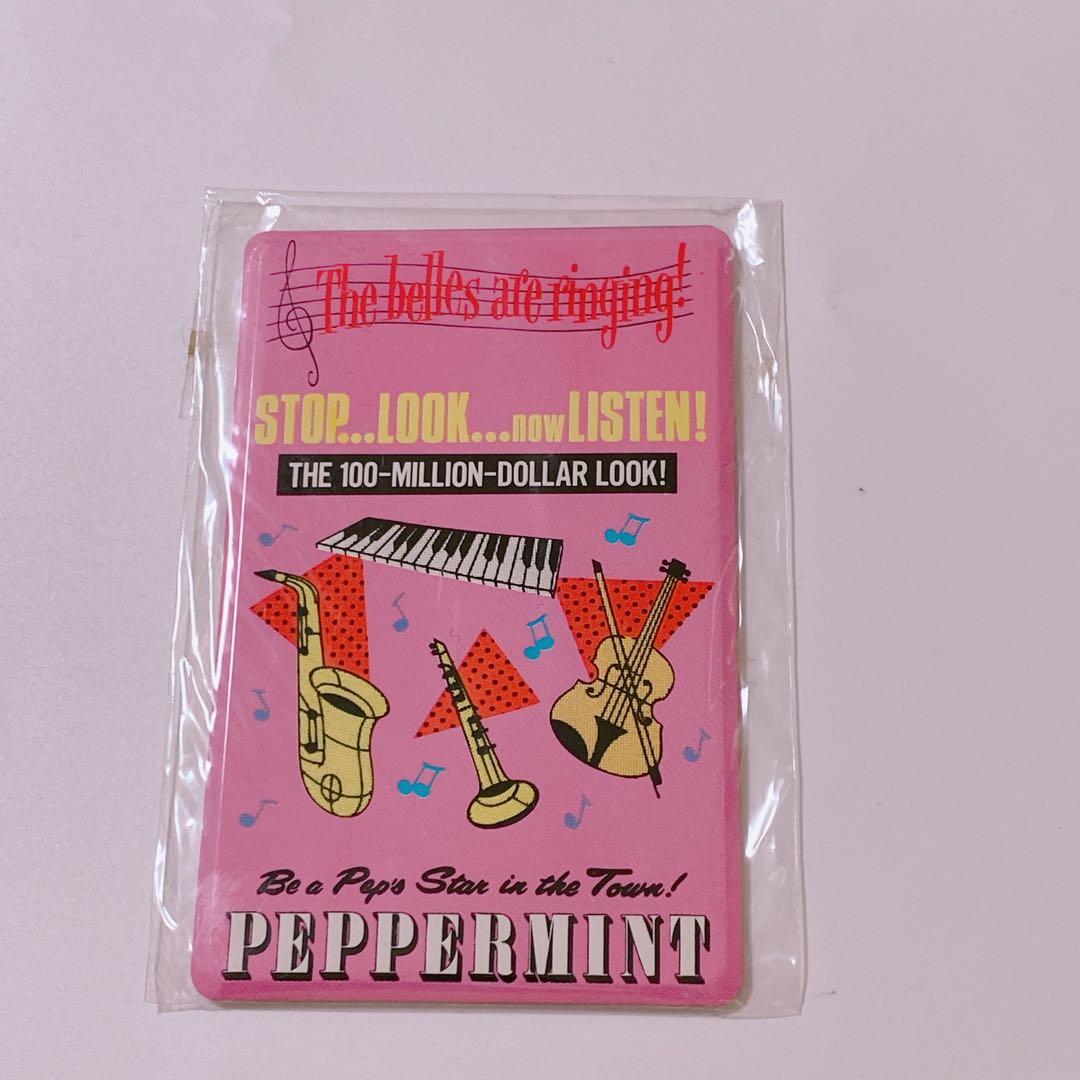 The belles are ringing!
STOP...LOOK...now LISTEN!
THE 100-MILLION-DOLLAR LOOK!
Be a Pep's Star in the Town!
PEPPERMINT